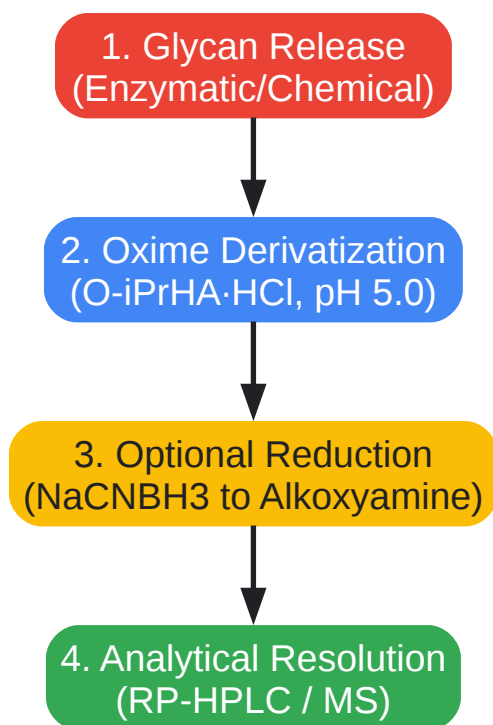 1. Glycan Release
(Enzymatic/Chemical)
2. Oxime Derivatization
(O-iPrHA·HCl, pH 5.0)
3. Optional Reduction
(NaCNBH3 to Alkoxyamine)
4. Analytical Resolution
(RP-HPLC / MS)